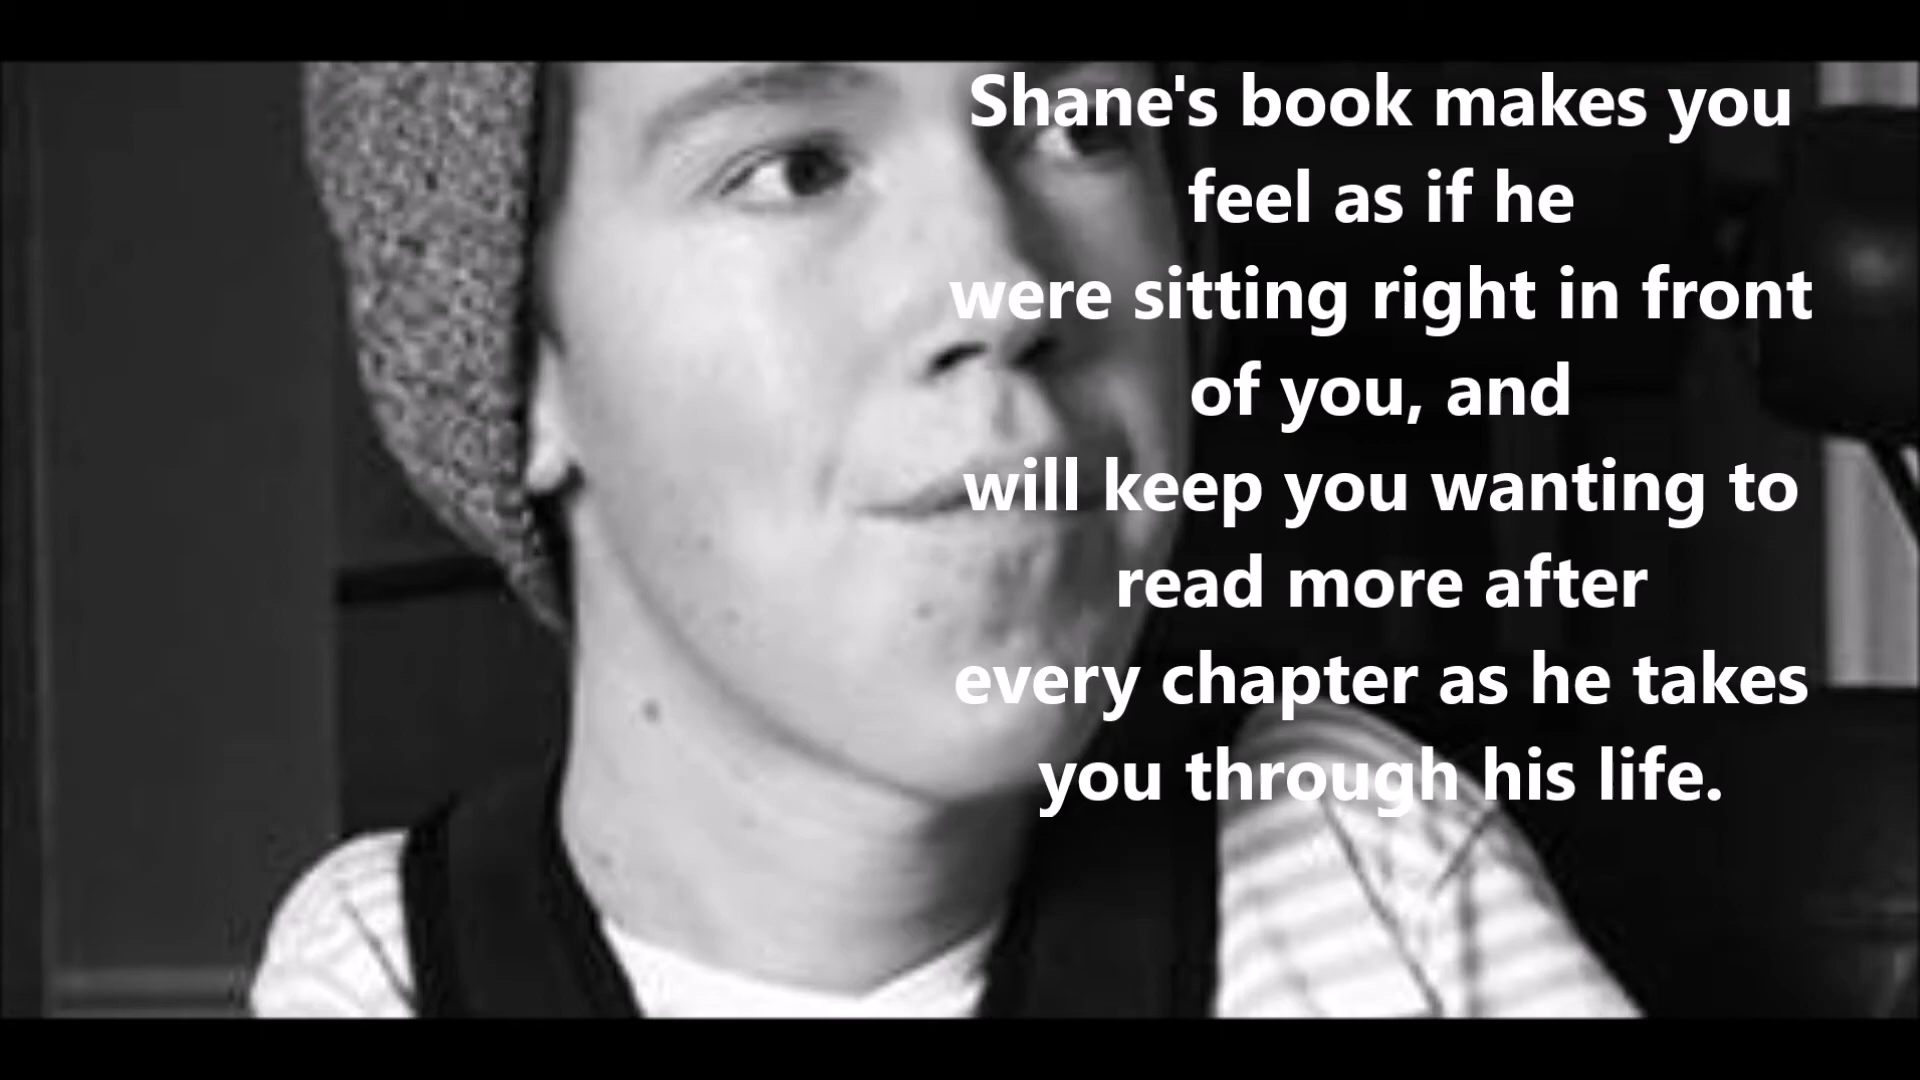 Shane's book makes you
feel as if he
were sitting right in front
of you, and
will keep you wanting to
read more after
every chapter as he takes
you through his life.